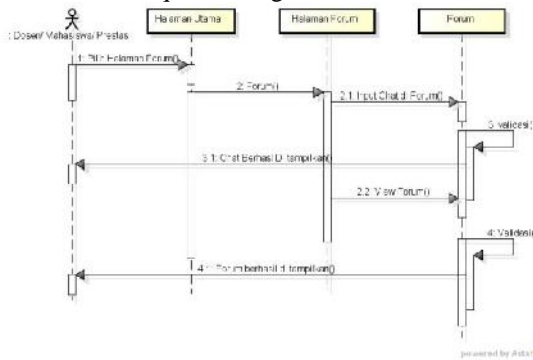 : Dosen/ Mahasiswa/ Prestasi
Halaman Utama
Halaman Forum
Forum
1: Pilih Halaman Forum()
2: Forum()
2.1: Input Chat di Forum()
3: validasi()
3.1: Chat Berhasil Ditampilkan()
2.2: View Forum()
4: Validasi()
4.1: Forum berhasil ditampilkan()
powered by Astah